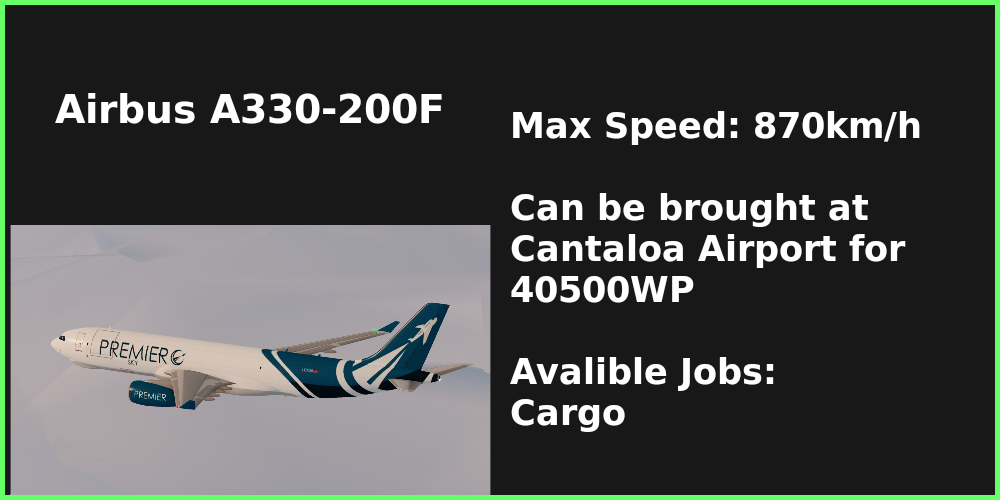 Airbus A330-200F
Max Speed: 870km/h
Can be brought at
Cantaloa Airport for
40500WP
Avalible Jobs:
Cargo
PREMIER
SKY
PREMIER